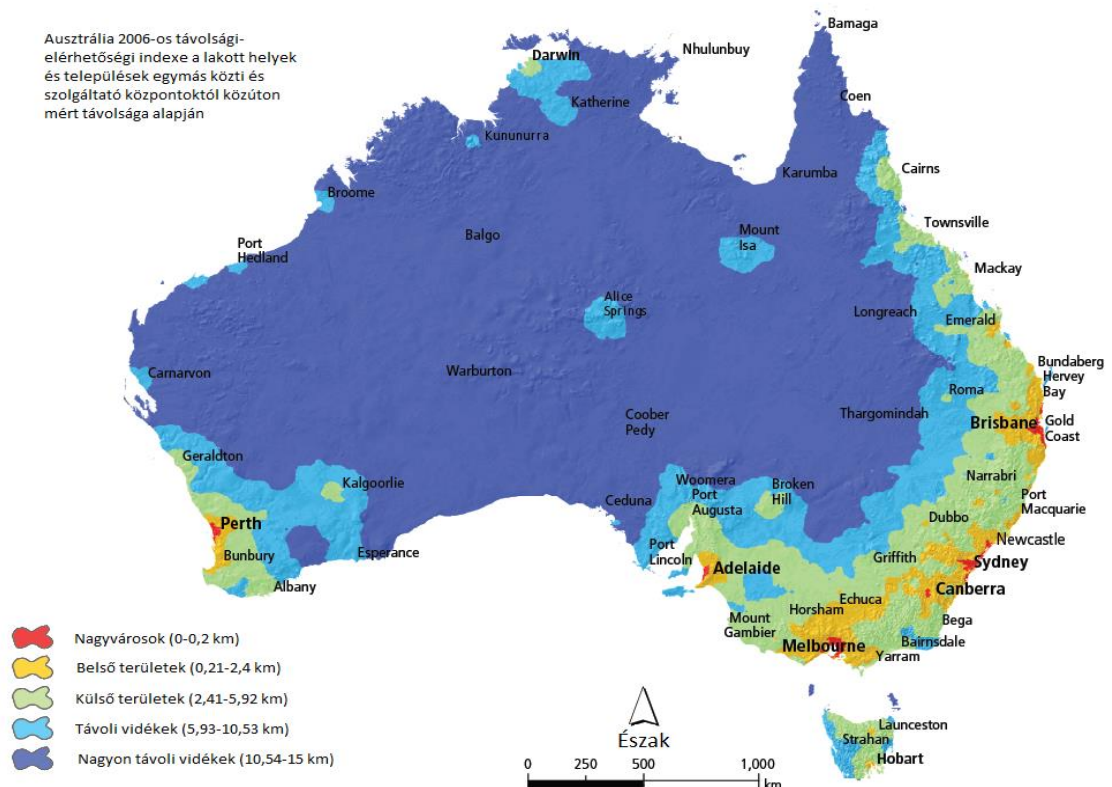 Ausztrália 2006-os távolsági-
elérhetőségi indexe a lakott helyek
és települések egymás közti és
szolgáltató központoktól közúton
mért távolsága alapján
Bamaga
Nhulunbuy
Darwin
Katherine
Coen
Kununurra
Karumba
Cairns
Broome
Balgo
Townsville
Port
Hedland
Mount
Isa
Mackay
Alice
Springs
Longreach
Emerald
Carnarvon
Warburton
Bundaberg
Hervey
Bay
Roma
Coober
Pedy
Thargomindah
Brisbane
Gold
Coast
Geraldton
Kalgoorlie
Woomera
Broken
Hill
Narrabri
Ceduna
Port
Augusta
Port
Macquarie
Perth
Dubbo
Newcastle
Bunbury
Esperance
Port
Lincoln
Adelaide
Griffith
Sydney
Albany
Canberra
Echuca
Horsham
Mount
Gambier
Bega
Melbourne
Bairnsdale
Yarram
Launceston
Strahan
Hobart
Nagyvárosok (0-0,2 km)
Belső területek (0,21-2,4 km)
Külső területek (2,41-5,92 km)
Távoli vidékek (5,93-10,53 km)
Nagyon távoli vidékek (10,54-15 km)
Észak
0 250 500 1,000
km